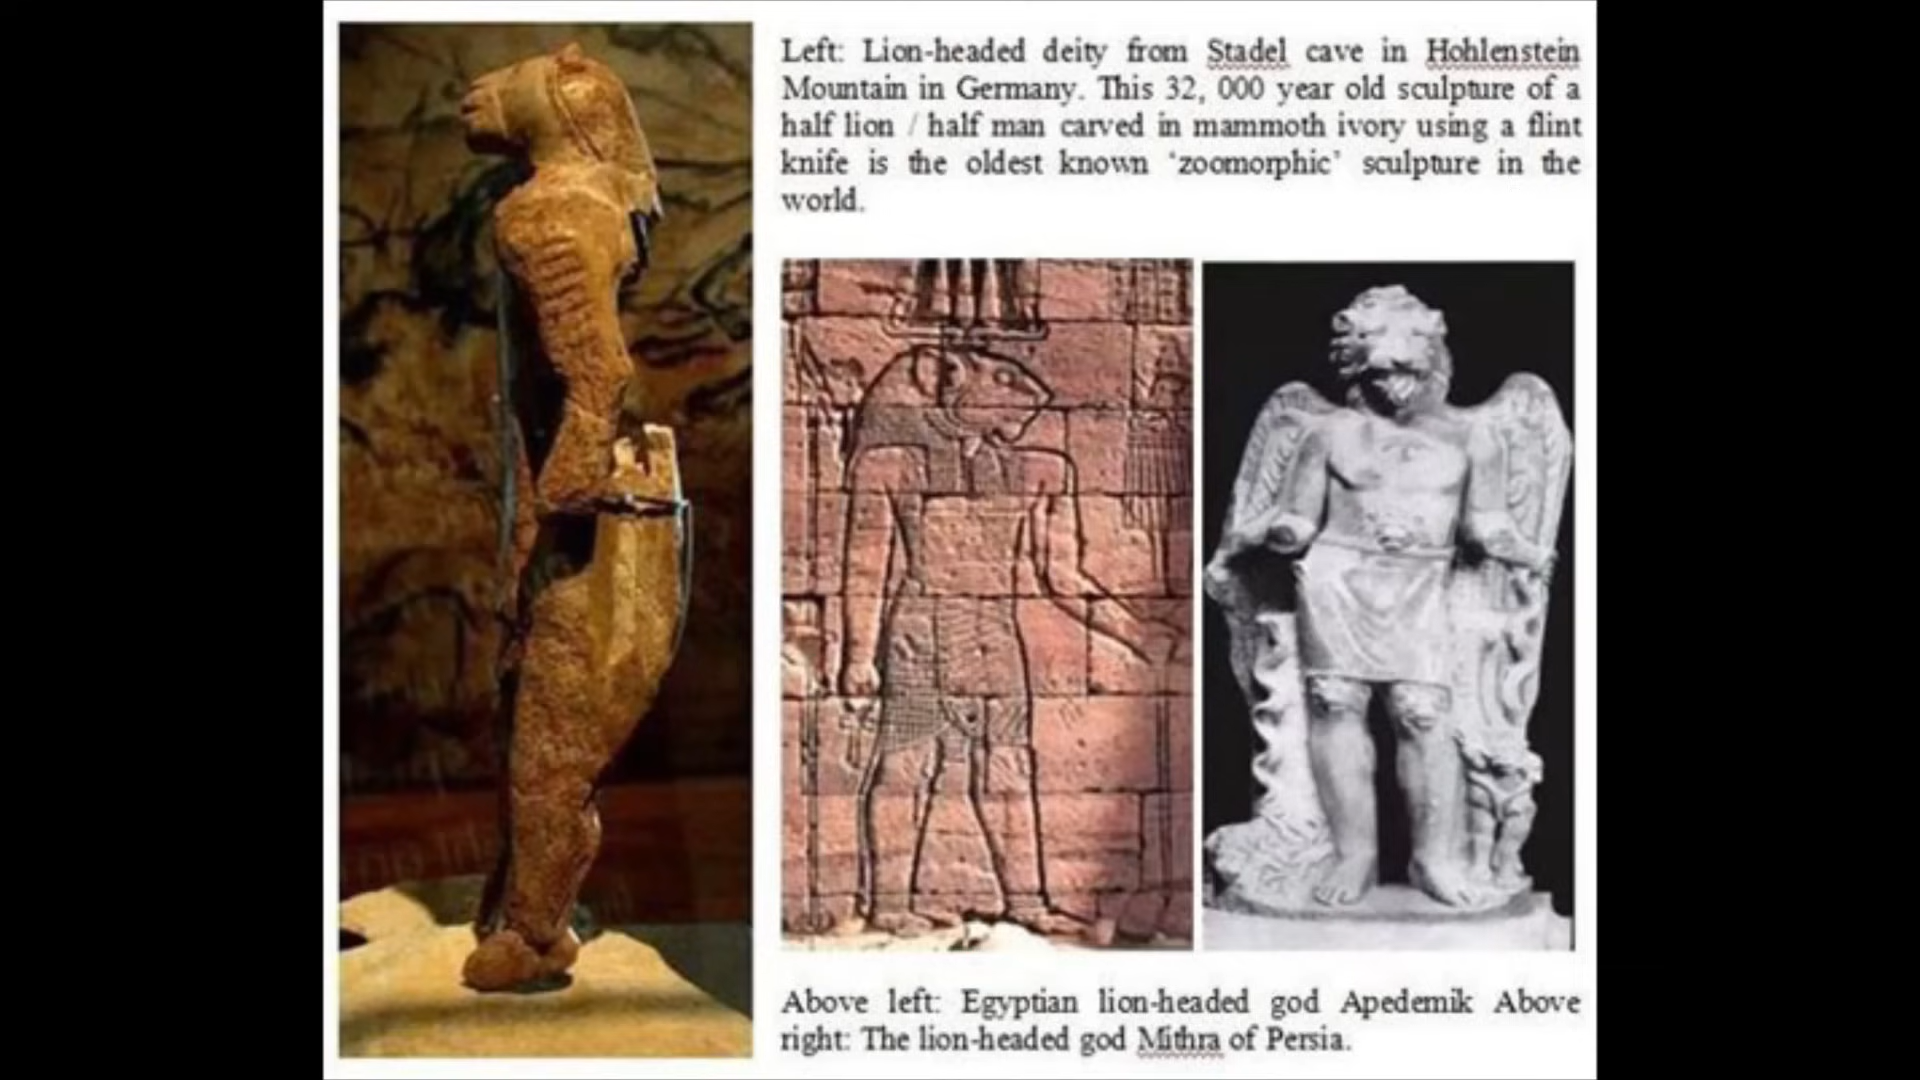 Left: Lion-headed deity from Stadel cave in Hohlenstein
Mountain in Germany. This 32, 000 year old sculpture of a
half lion / half man carved in mammoth ivory using a flint
knife is the oldest known ‘zoomorphic’ sculpture in the
world.
Above left: Egyptian lion-headed god Apedemik Above
right: The lion-headed god Mithra of Persia.